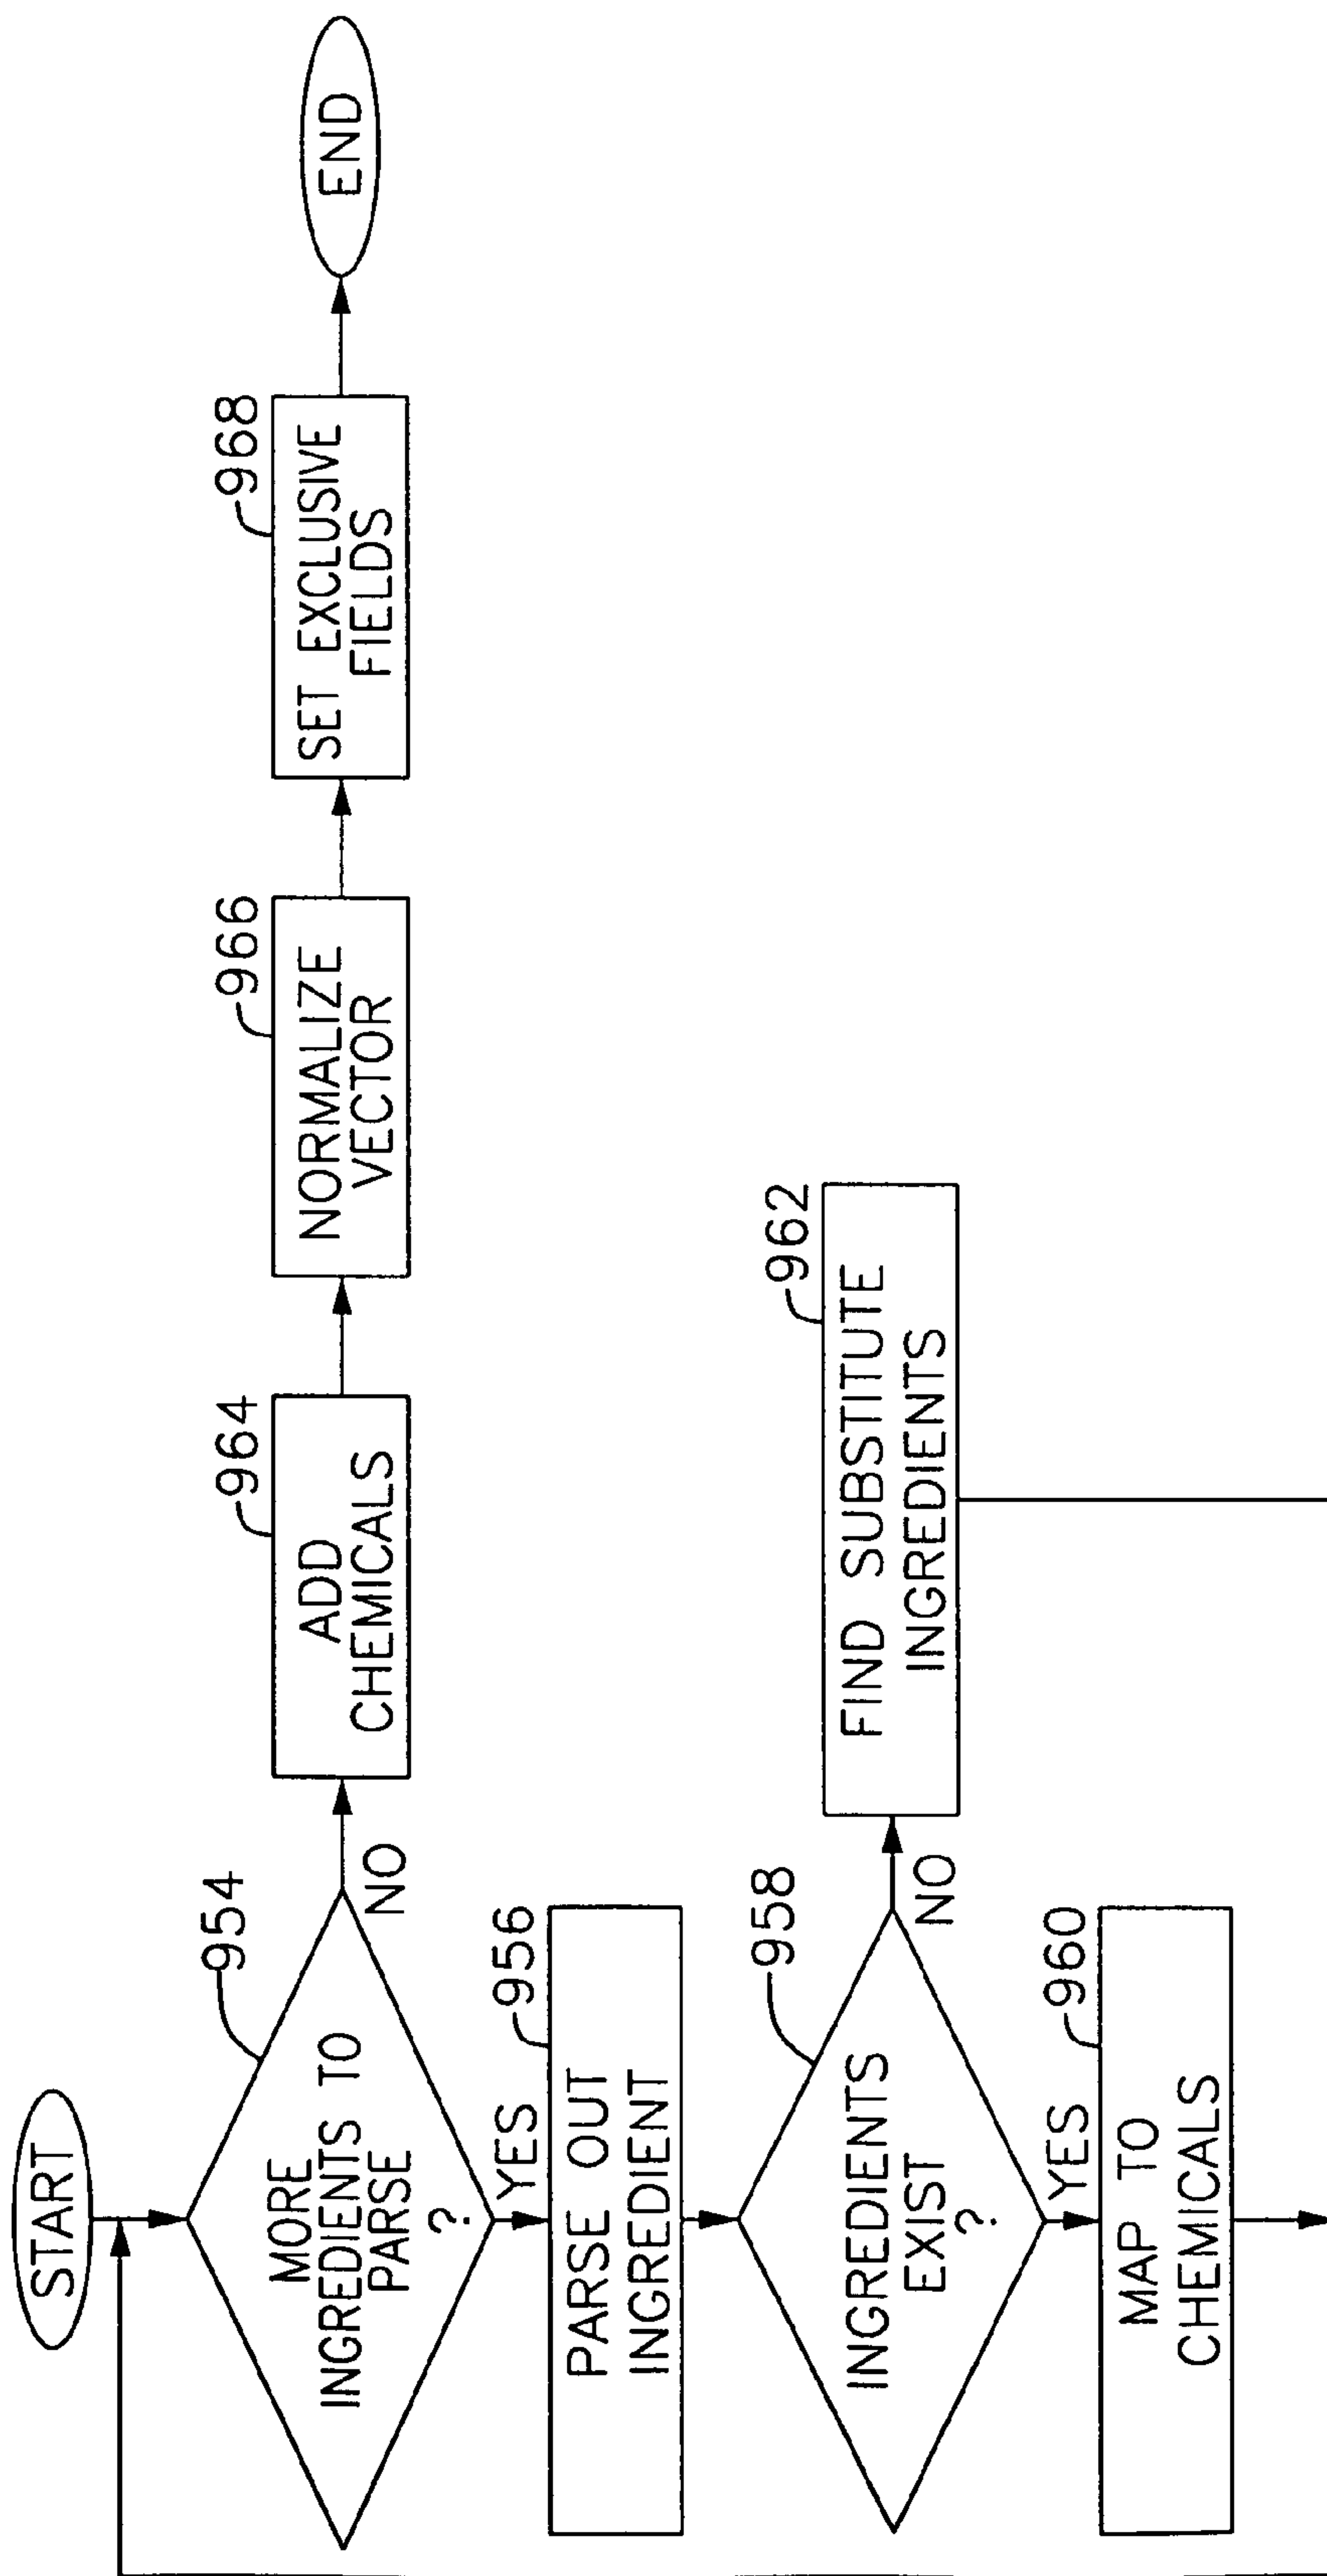 START
954
MORE
INGREDIENTS TO
PARSE
?
NO
YES
964
ADD
CHEMICALS
966
NORMALIZE
VECTOR
968
SET EXCLUSIVE
FIELDS
END
956
PARSE OUT
INGREDIENT
958
INGREDIENTS
EXIST
?
NO
YES
962
FIND SUBSTITUTE
INGREDIENTS
960
MAP TO
CHEMICALS